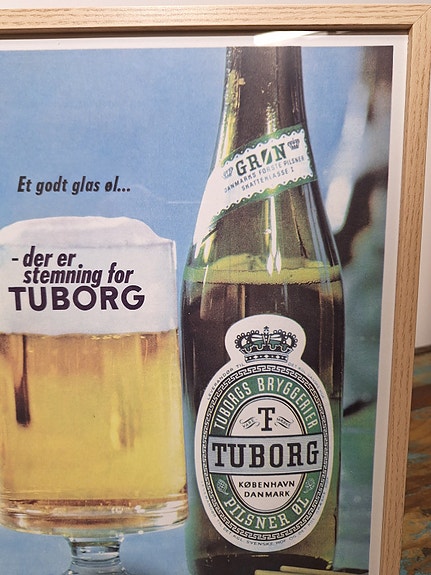 Et godt glas øl...
- der er
stemning for
TUBORG
GRØN
DANMARKS FØRSTE PILSNER
SKATTEKLASSE I
TUBORGS BRYGGERIER
TUBORG
KØBENHAVN
DANMARK
PILSNER ØL